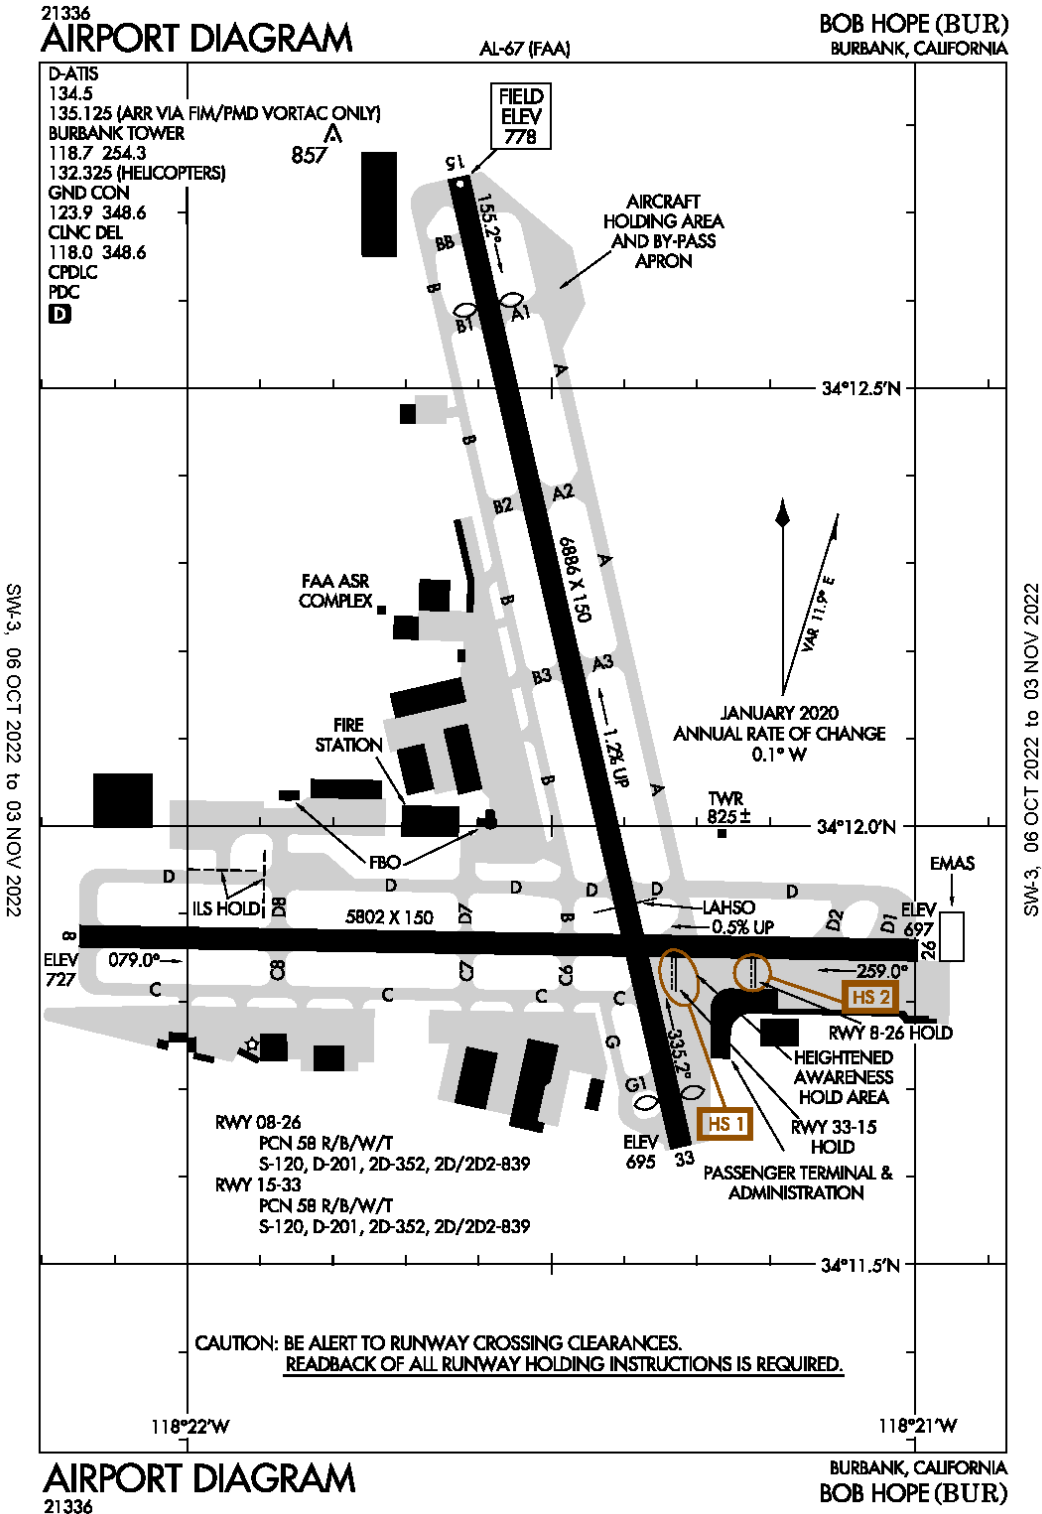 21336
AIRPORT DIAGRAM
AL-67 (FAA)
BOB HOPE (BUR)
BURBANK, CALIFORNIA
D-ATIS
134.5
135.125 (ARR VIA FIM/PMD VORTAC ONLY)
BURBANK TOWER
118.7 254.3
132.325 (HELICOPTERS)
GND CON
123.9 348.6
CLNC DEL
118.0 348.6
CPDLC
PDC
D
857
FIELD
ELEV
778
15
155.2°
AIRCRAFT
HOLDING AREA
AND BY-PASS
APRON
BB
B
B1
A1
A
34°12.5'N
B
B2
A2
A
6886 X 150
FAA ASR
COMPLEX
B
B3
A3
VAR 11.9° E
JANUARY 2020
ANNUAL RATE OF CHANGE
0.1° W
1.2% UP
FIRE
STATION
B
A
TWR
825±
34°12.0'N
FBO
EMAS
D
D
D
D
D
D
ILS HOLD
D8
5802 X 150
D7
B
LAHSO
0.5% UP
D2
D1
ELEV
697
26
8
ELEV
727
079.0°
C8
C7
C6
259.0°
HS 2
C
C
C
C
RWY 8-26 HOLD
G
335.2°
HEIGHTENED
AWARENESS
HOLD AREA
G1
HS 1
RWY 33-15
HOLD
ELEV
695
33
PASSENGER TERMINAL &
ADMINISTRATION
RWY 08-26
PCN 58 R/B/W/T
S-120, D-201, 2D-352, 2D/2D2-839
RWY 15-33
PCN 58 R/B/W/T
S-120, D-201, 2D-352, 2D/2D2-839
34°11.5'N
CAUTION: BE ALERT TO RUNWAY CROSSING CLEARANCES.
READBACK OF ALL RUNWAY HOLDING INSTRUCTIONS IS REQUIRED.
118°22'W
118°21'W
SW-3, 06 OCT 2022 to 03 NOV 2022
SW-3, 06 OCT 2022 to 03 NOV 2022
AIRPORT DIAGRAM
21336
BURBANK, CALIFORNIA
BOB HOPE (BUR)